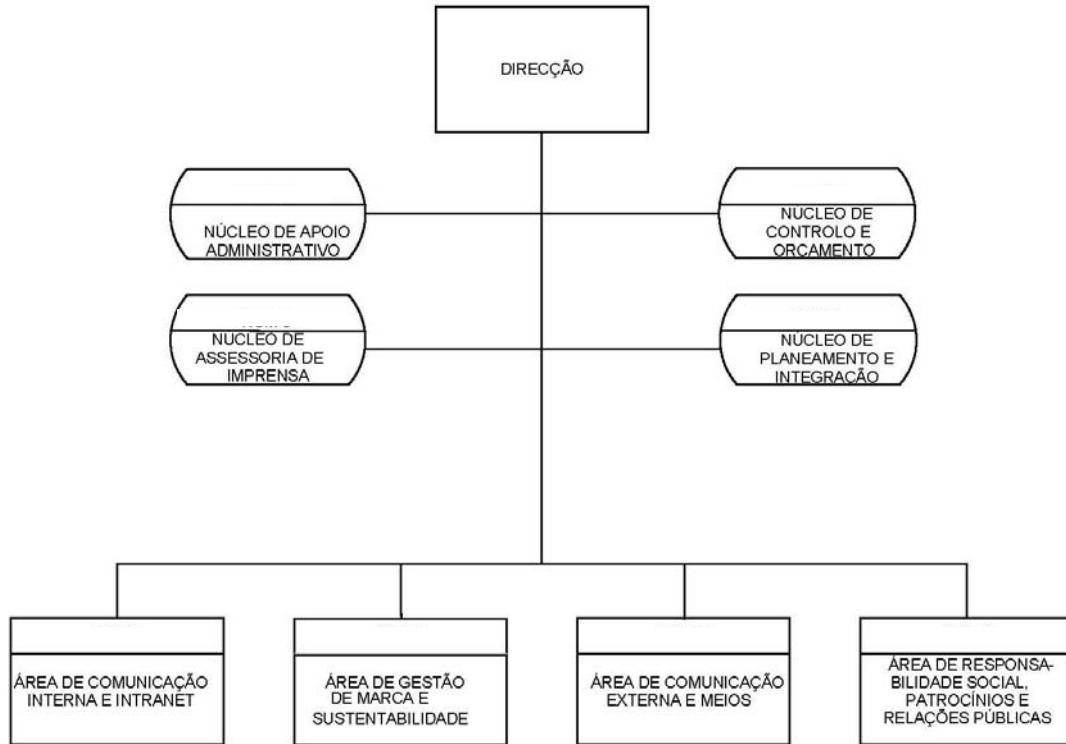 DIRECÇÃO
NÚCLEO DE APOIO
ADMINISTRATIVO
NUCLEO DE
CONTROLO E
ORÇAMENTO
NUCLEO DE
ASSESSORIA DE
IMPRENSA
NÚCLEO DE
PLANEAMENTO E
INTEGRAÇÃO
ÁREA DE COMUNICAÇÃO
INTERNA E INTRANET
ÁREA DE GESTÃO
DE MARCA E
SUSTENTABILIDADE
ÁREA DE COMUNICAÇÃO
EXTERNA E MEIOS
ÁREA DE RESPONSA-
BILIDADE SOCIAL,
PATROCÍNIOS E
RELAÇÕES PÚBLICAS